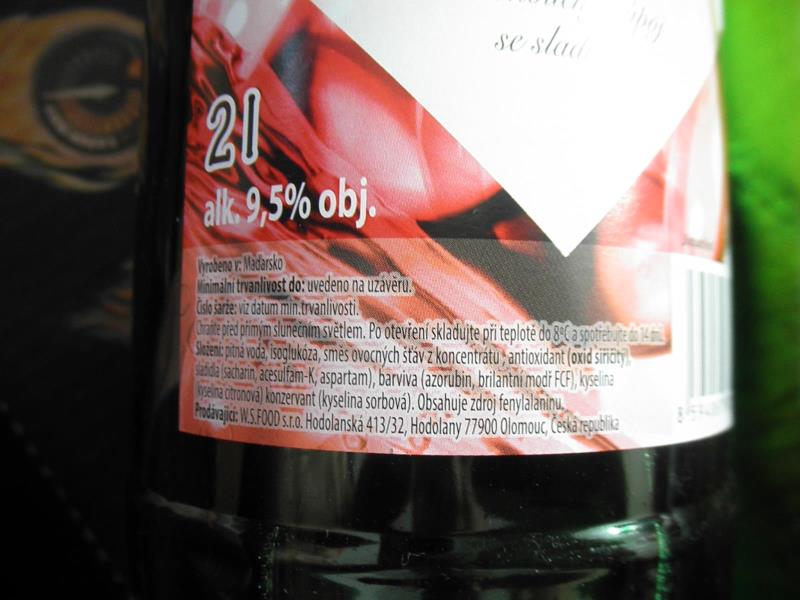 se slad
2l
alk. 9,5% obj.
Vyrobeno v: Maďarsko
Minimální trvanlivost do: uvedeno na uzávěru.
Číslo šarže: viz datum min.trvanlivosti.
Chraňte před přímým slunečním světlem. Po otevření skladujte při teplotě do 8°C a spotřebujte do 14 dnů.
Složení: pitná voda, isoglukóza, směs ovocných šťáv z koncentrátu, antioxidant (oxid siřičitý),
sladidla (sacharin, acesulfam-K, aspartam), barviva (azorubin, brilantní modř FCF), kyselina
(kyselina citronová) konzervant (kyselina sorbová). Obsahuje zdroj fenylalaninu.
Prodávající: W.S.FOOD s.r.o. Hodolanská 413/32, Hodolany 77900 Olomouc, Česká republika